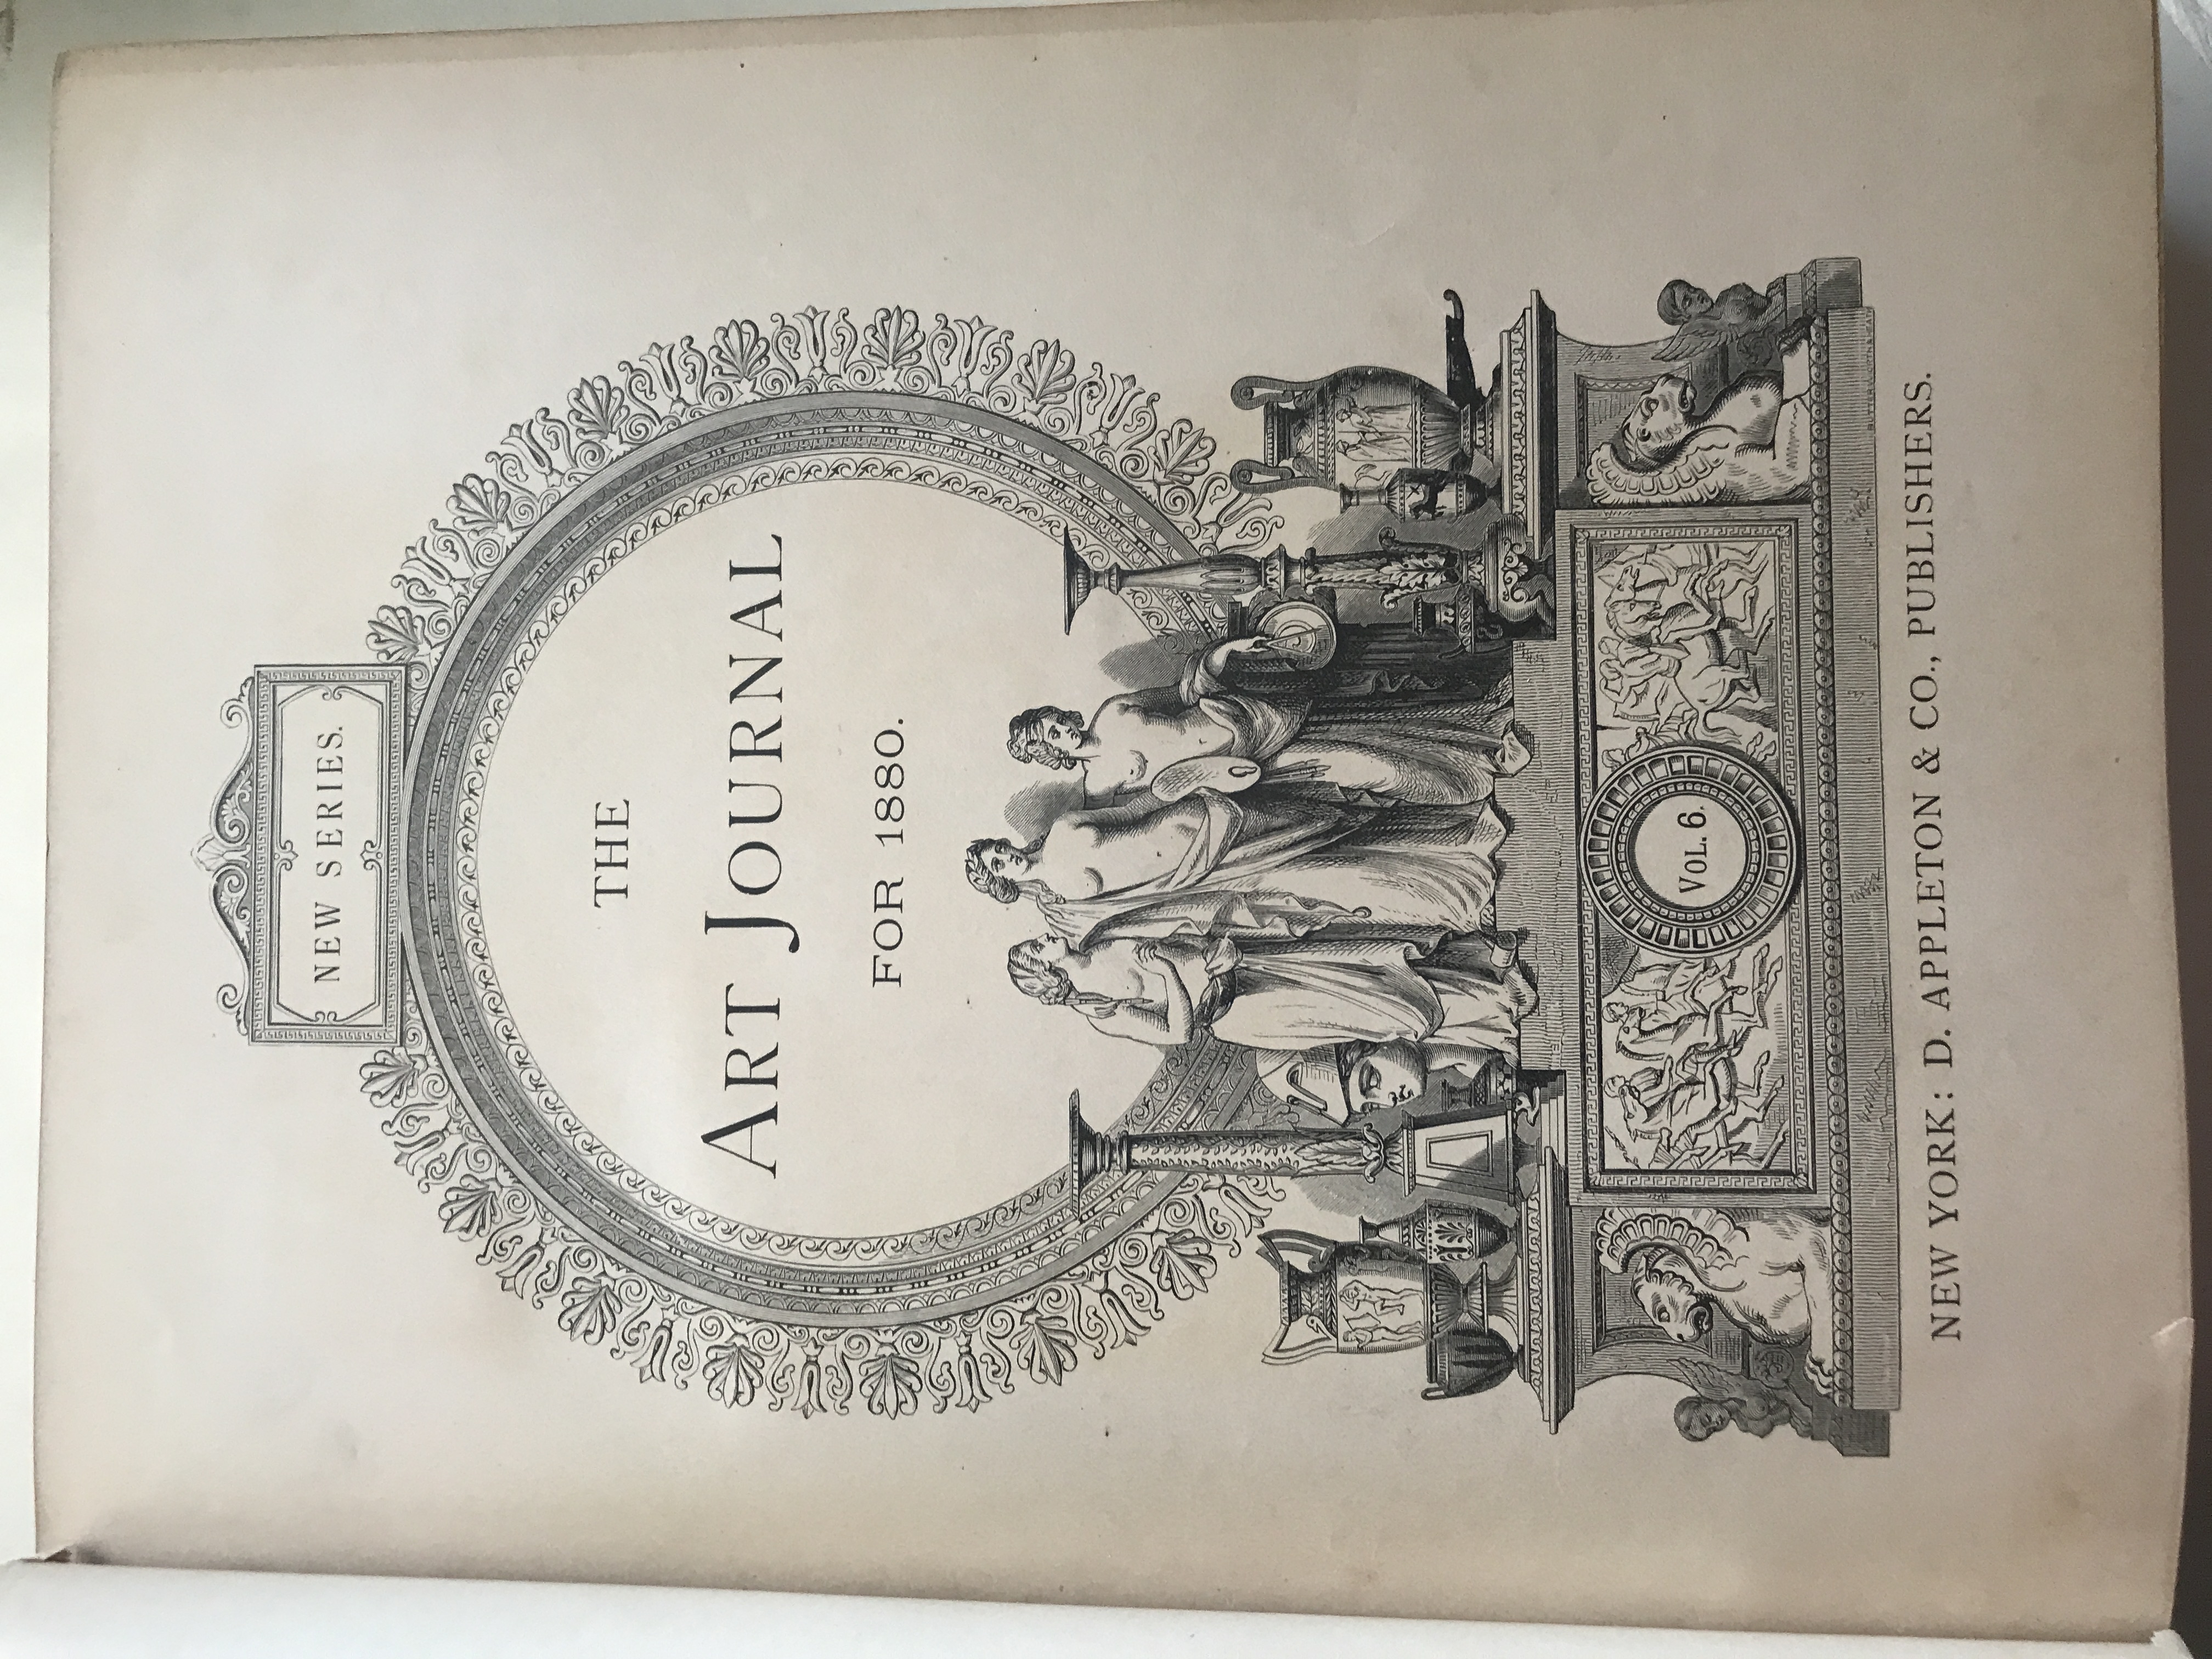 NEW SERIES.
THE
ART JOURNAL
FOR 1880.
VOL. 6.
NEW YORK: D. APPLETON & CO., PUBLISHERS.